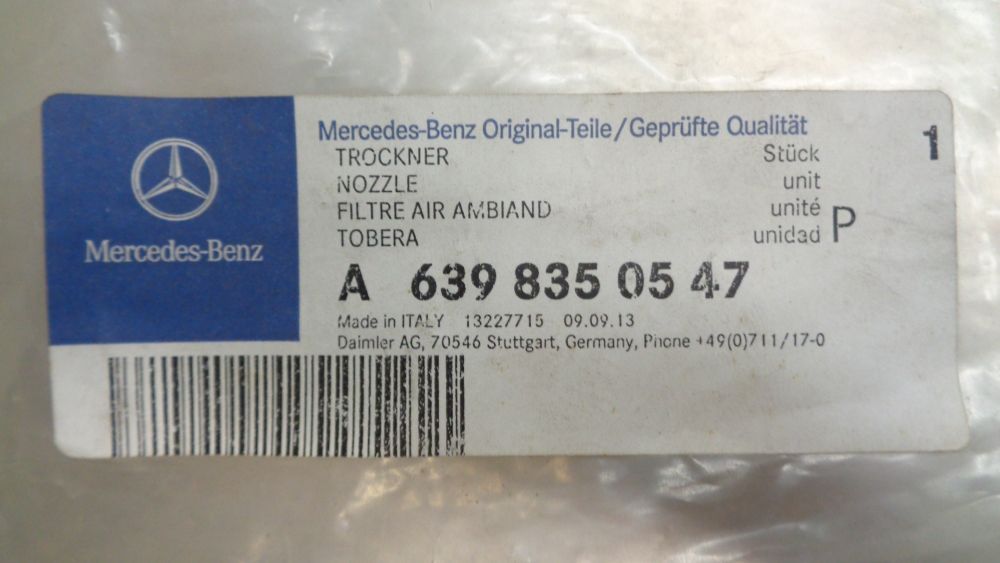 Mercedes-Benz
Mercedes-Benz Original-Teile/Geprüfte Qualität
TROCKNER Stück 1
NOZZLE unit
FILTRE AIR AMBIAND unité
TOBERA unidad P
A 639 835 05 47
Made in ITALY 13227715 09.09.13
Daimler AG, 70546 Stuttgart, Germany, Phone +49(0)711/17-0